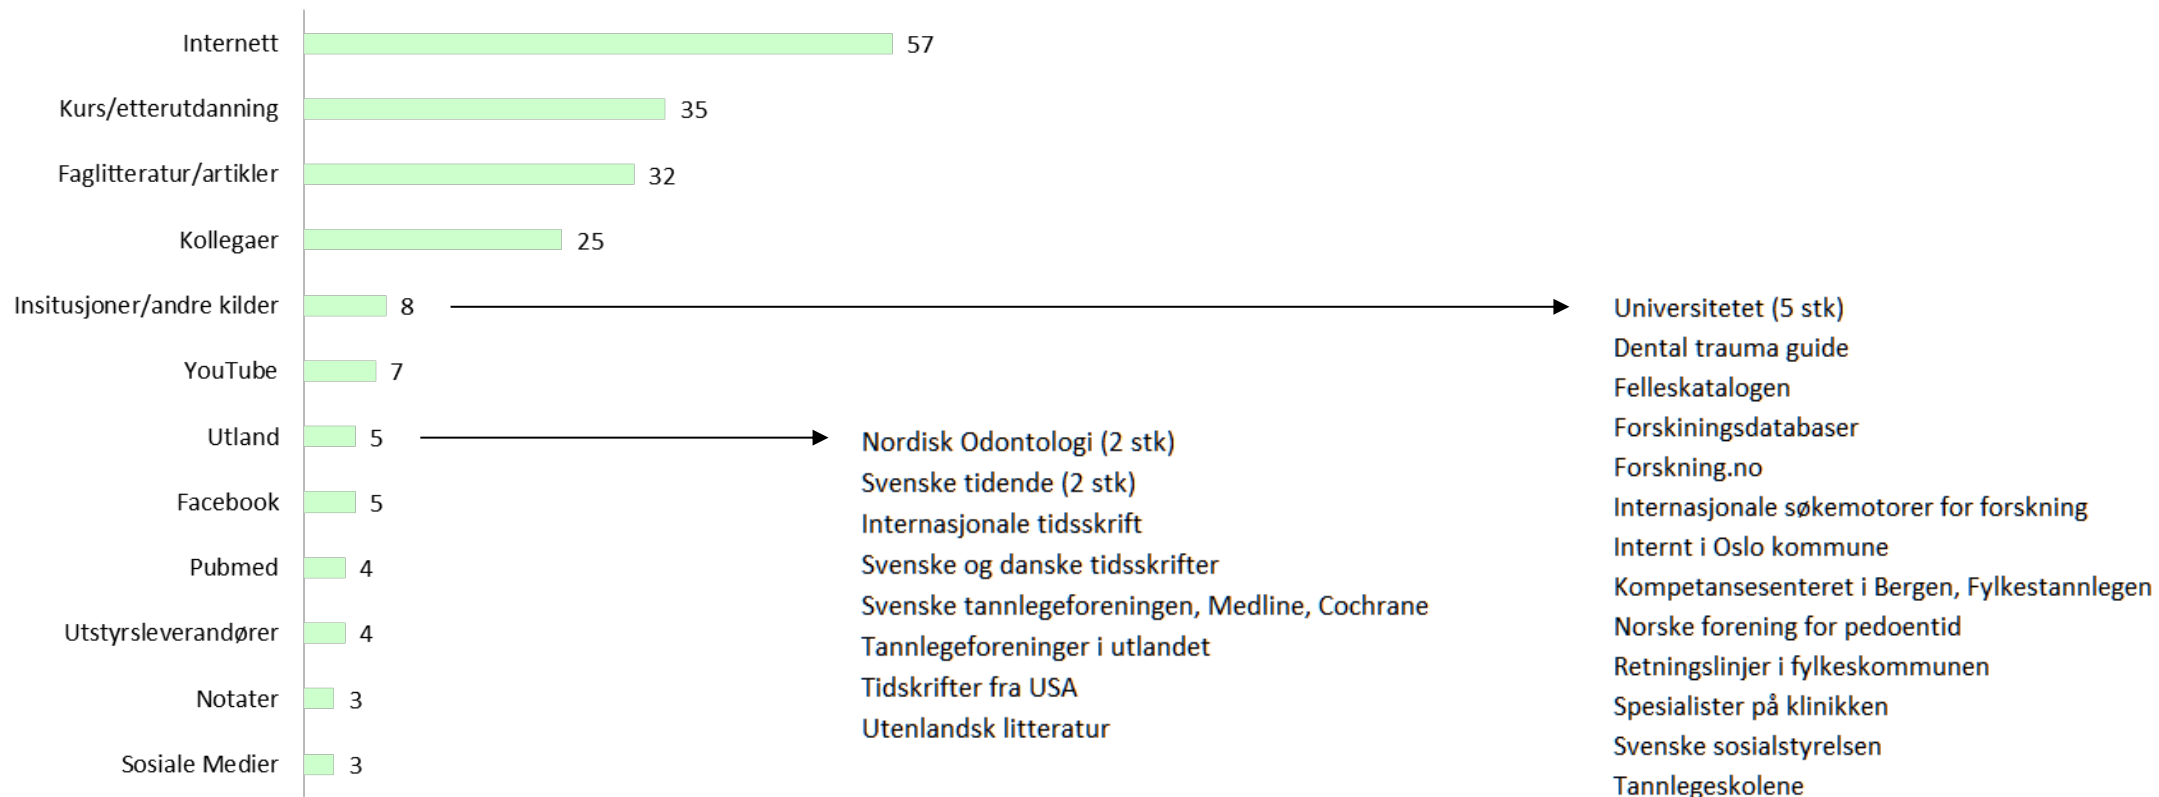 Internett 57
Kurs/etterutdanning 35
Faglitteratur/artikler 32
Kollegaer 25
Insitusjoner/andre kilder 8
YouTube 7
Utland 5
Facebook 5
Pubmed 4
Utstyrsleverandører 4
Notater 3
Sosiale Medier 3
Nordisk Odontologi (2 stk)
Svenske tidende (2 stk)
Internasjonale tidsskrift
Svenske og danske tidsskrifter
Svenske tannlegeforeningen, Medline, Cochrane
Tannlegeforeninger i utlandet
Tidskrifter fra USA
Utenlandsk litteratur
Universitetet (5 stk)
Dental trauma guide
Felleskatalogen
Forskiningsdatabaser
Forskning.no
Internasjonale søkemotorer for forskning
Internt i Oslo kommune
Kompetansesenteret i Bergen, Fylkestannlegen
Norske forening for pedoentid
Retningslinjer i fylkeskommunen
Spesialister på klinikken
Svenske sosialstyrelsen
Tannlegeskolene